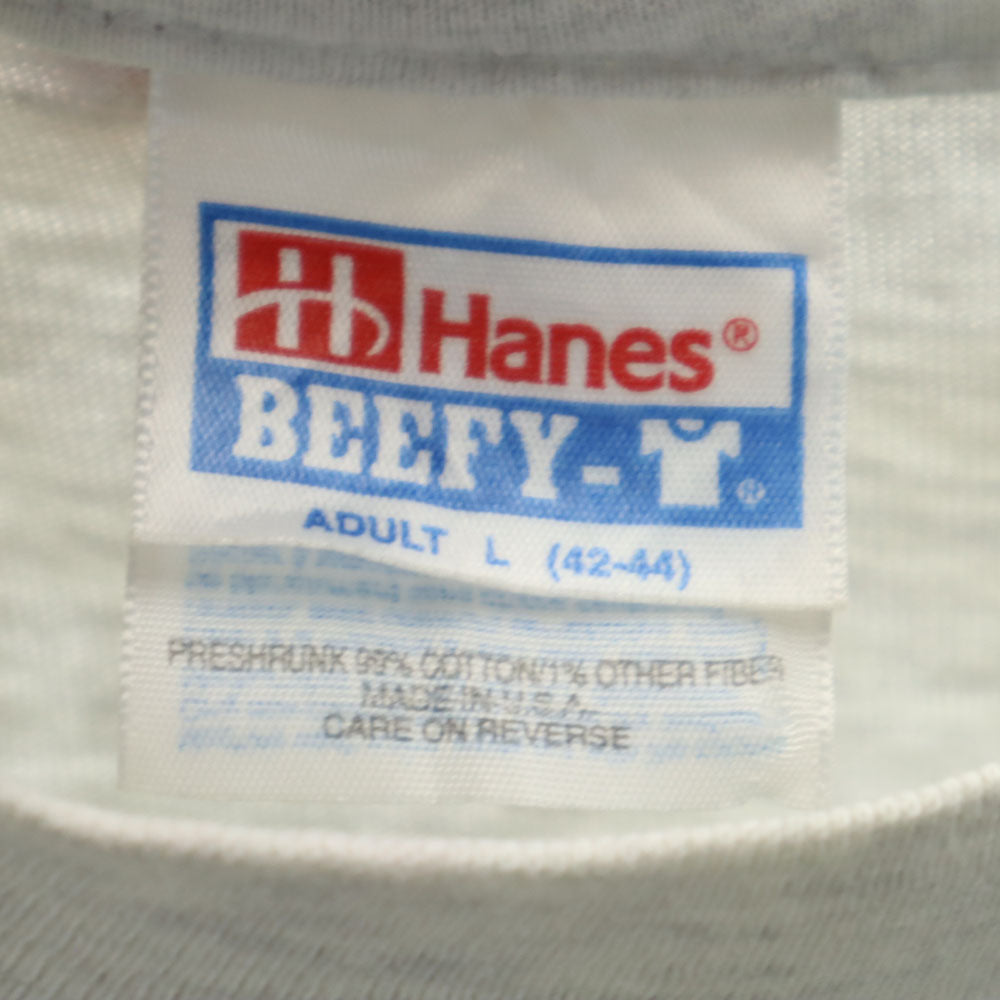 Hanes®
BEEFY-T®
ADULT L (42-44)
PRESHRUNK 99% COTTON/1% OTHER FIBER
MADE IN U.S.A.
CARE ON REVERSE